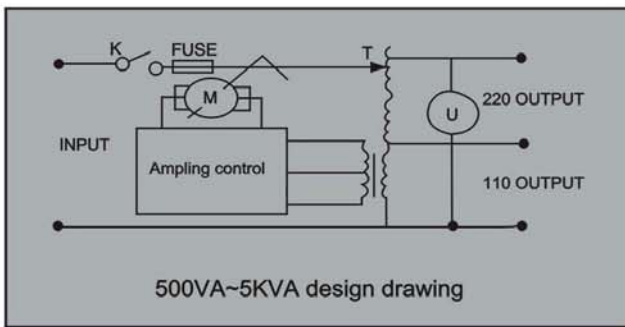 K
FUSE
T
M
U
220 OUTPUT
INPUT
Ampling control
110 OUTPUT
500VA~5KVA design drawing